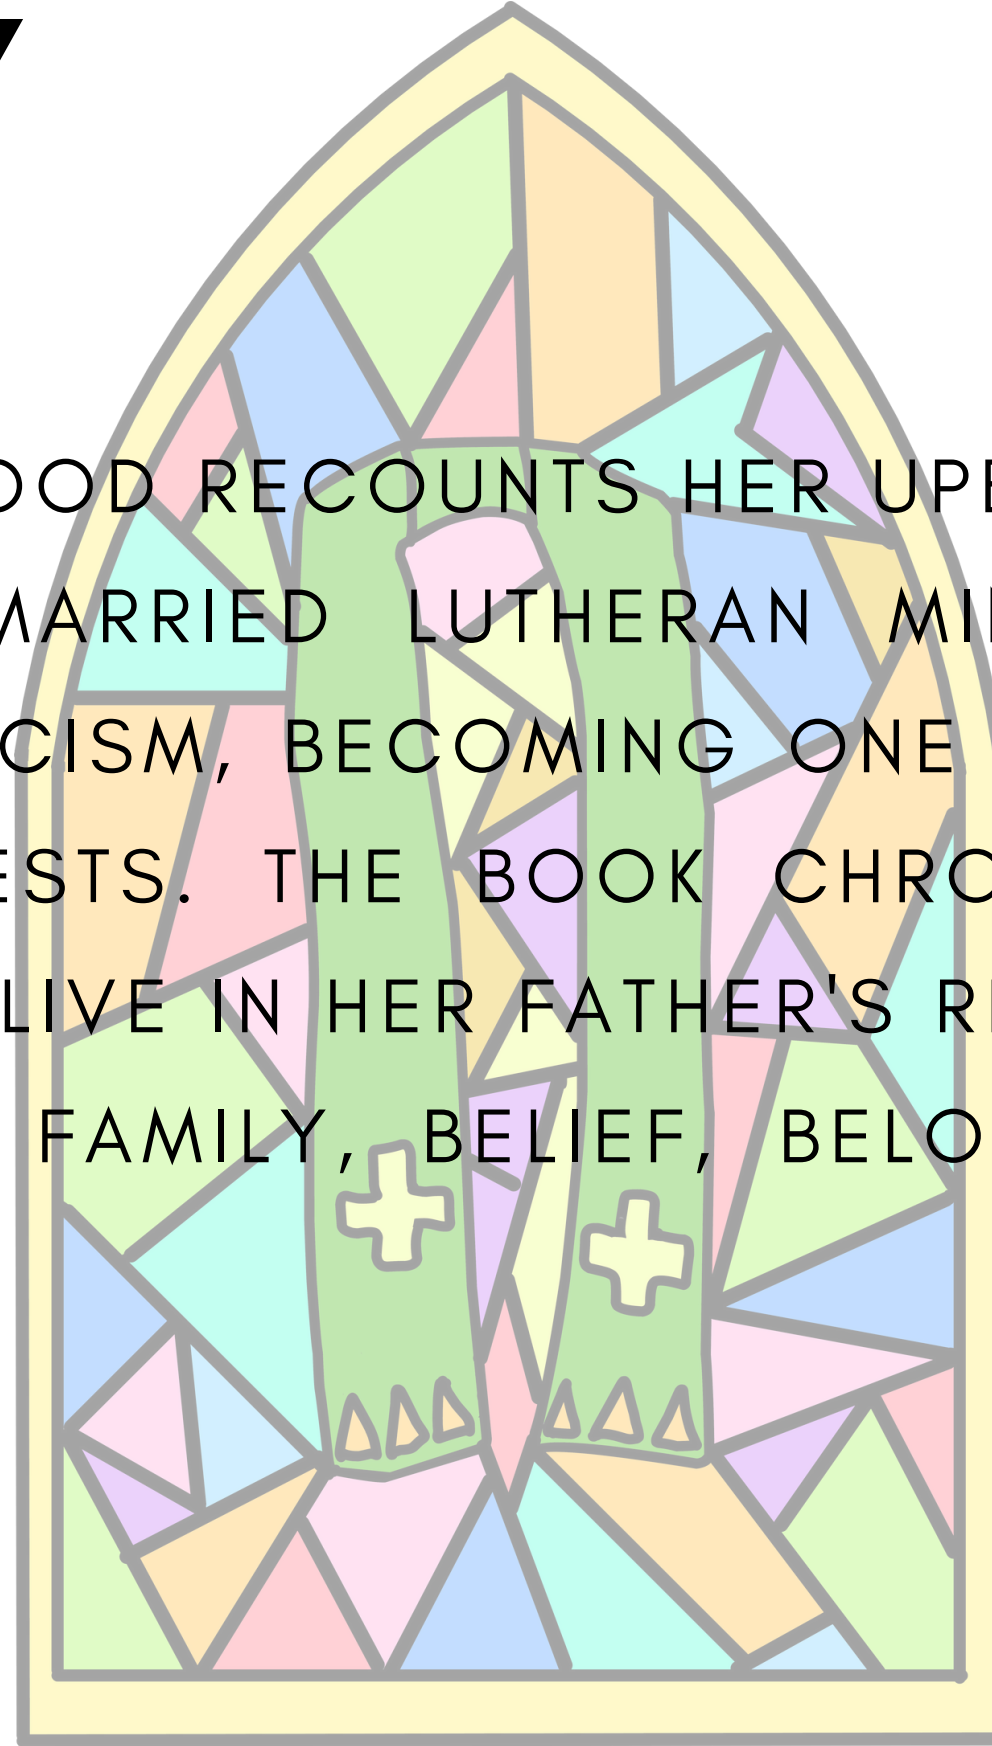 OOD RECOUNTS HER UPB
MARRIED LUTHERAN MI
CISM, BECOMING ONE
ESTS. THE BOOK CHRO
LIVE IN HER FATHER'S R
FAMILY, BELIEF, BELO